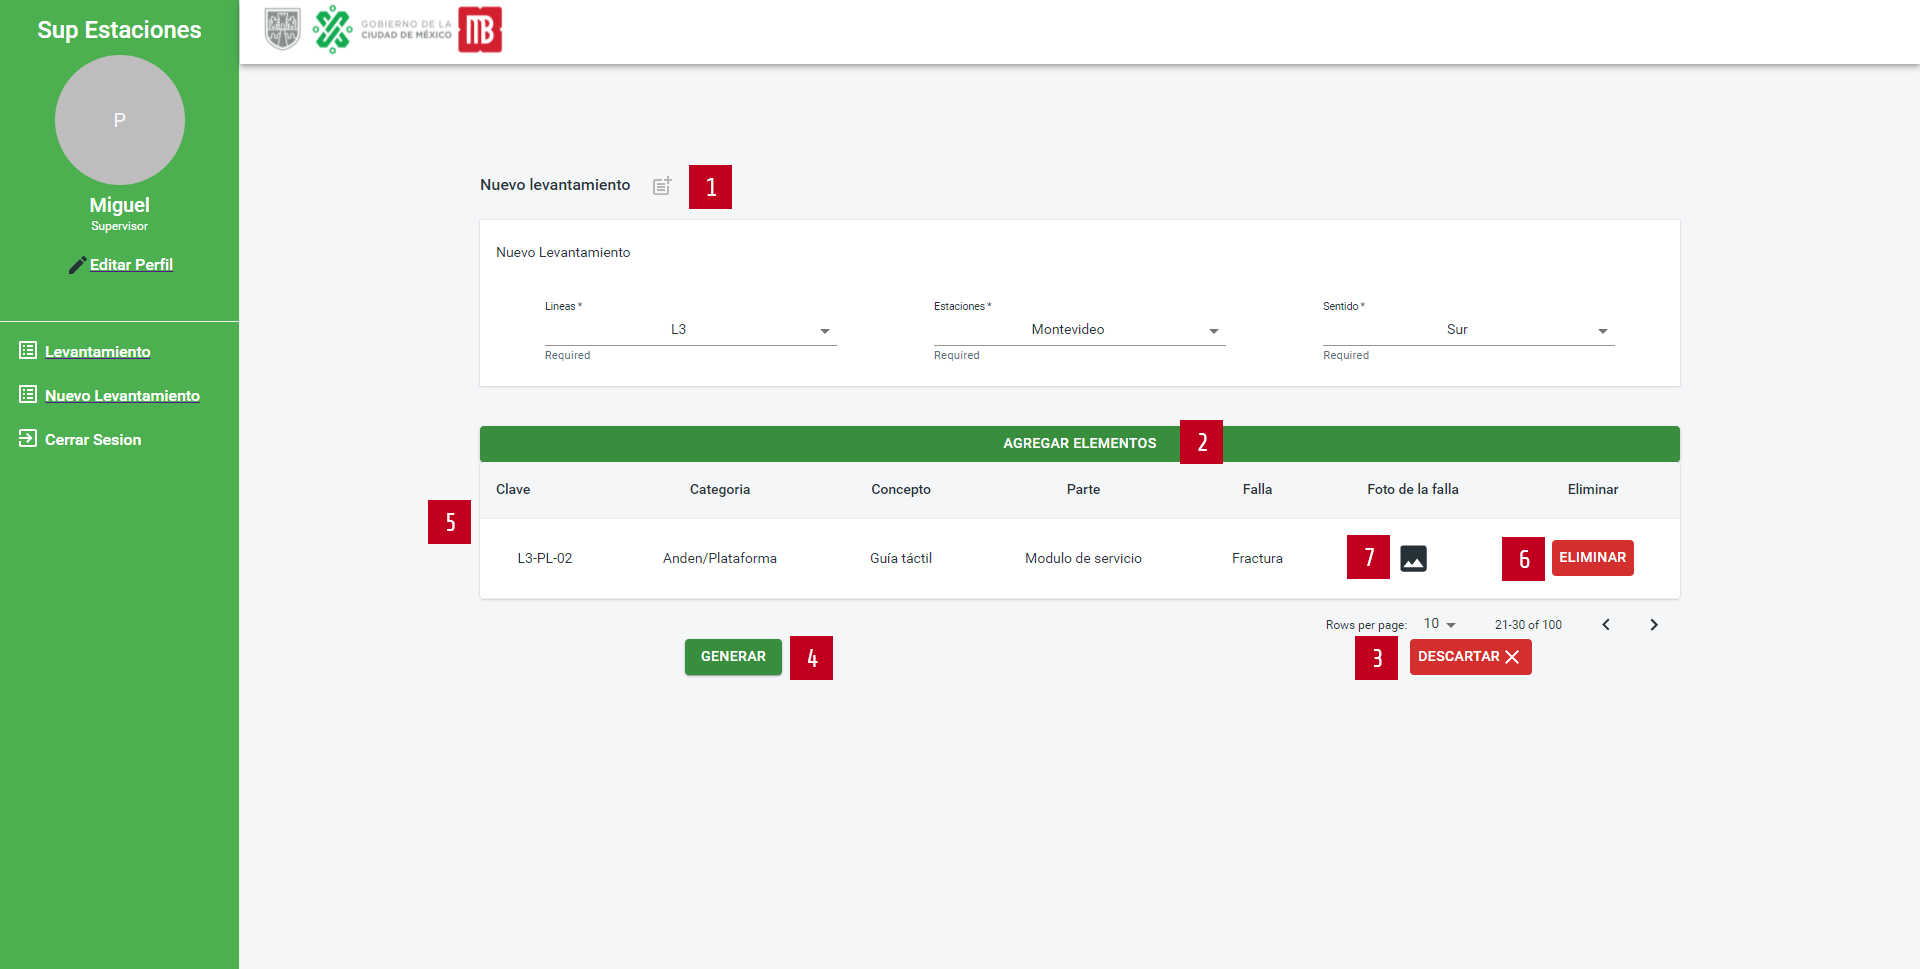 Sup Estaciones
P
Miguel
Supervisor
Editar Perfil
Levantamiento
Nuevo Levantamiento
Cerrar Sesion
GOBIERNO DE LA
CIUDAD DE MÉXICO
MB
Nuevo levantamiento
1
Nuevo Levantamiento
Lineas * Estaciones * Sentido *
L3 Montevideo Sur
Required Required Required
AGREGAR ELEMENTOS 2
Clave Categoria Concepto Parte Falla Foto de la falla Eliminar
5
L3-PL-02 Anden/Plataforma Guía táctil Modulo de servicio Fractura 7 6 ELIMINAR
Rows per page: 10 21-30 of 100
GENERAR 4 3 DESCARTAR